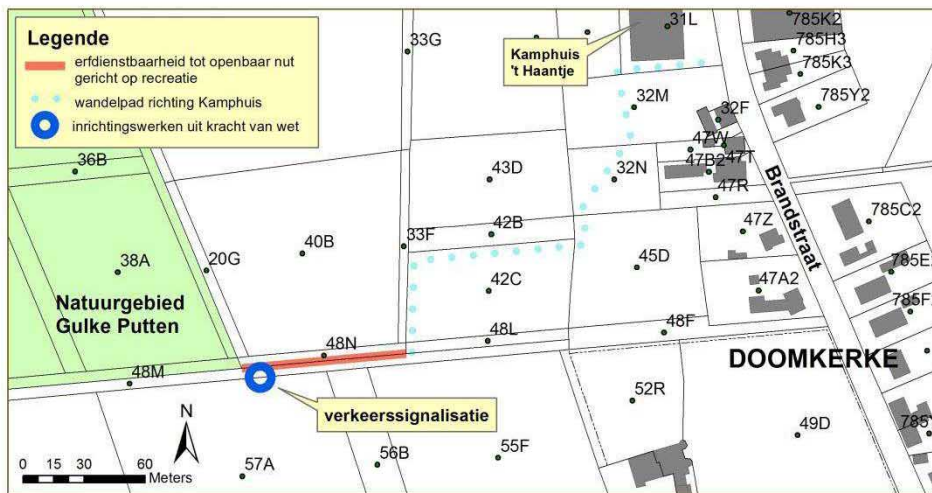 Legende
erfdienstbaarheid tot openbaar nut
gericht op recreatie
wandelpad richting Kamphuis
inrichtingswerken uit kracht van wet
33G
31L
785K2
785H3
785K3
785Y2
Kamphuis
't Haantje
32M
32F
47W
47T
47B2
47R
36B
43D
32N
42B
33F
40B
20G
38A
Natuurgebied
Gulke Putten
42C
45D
47Z
47A2
Brandstraat
785C2
785E
785F
48N
48L
48F
48M
DOOMKERKE
verkeerssignalisatie
52R
49D
785Y
N
57A
56B
55F
0 15 30 60
Meters